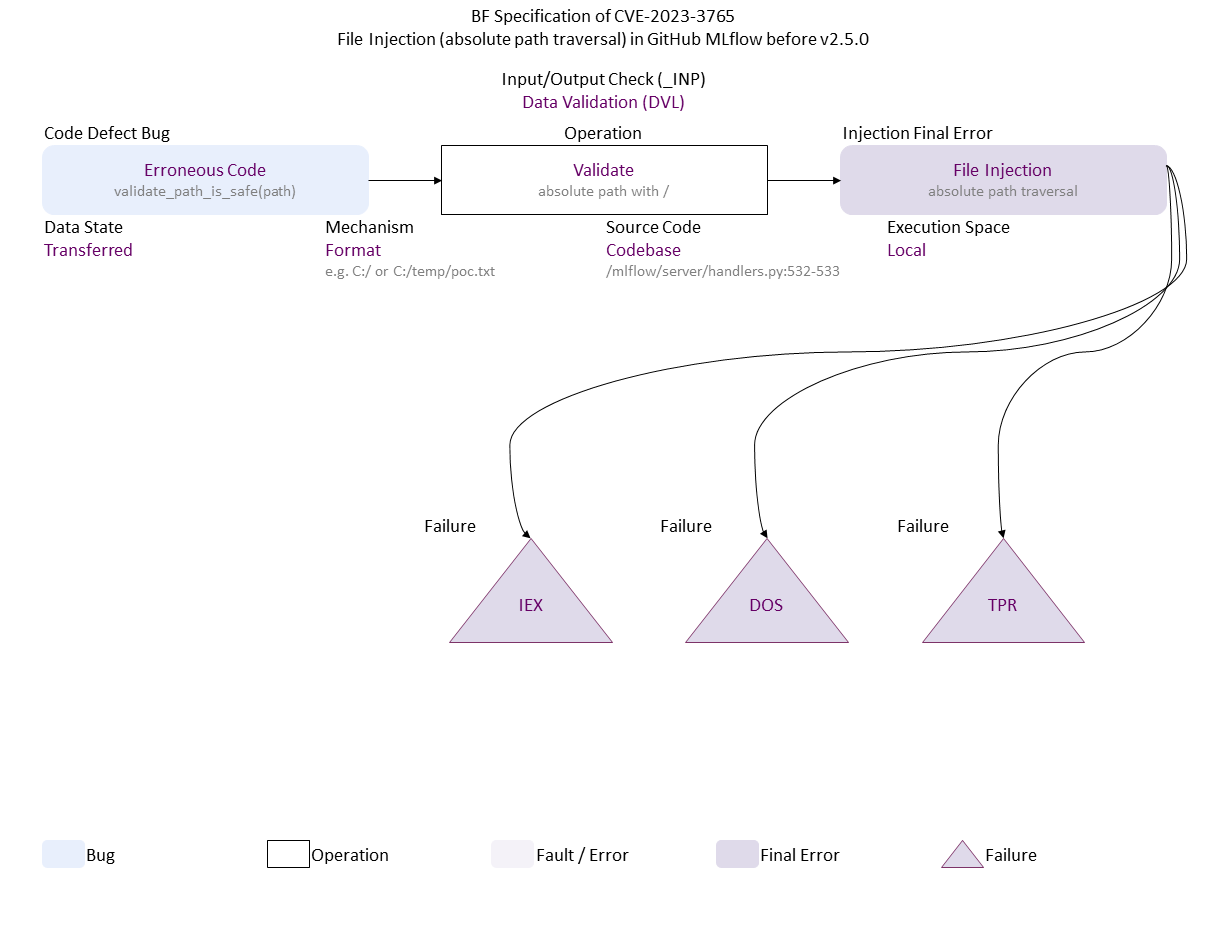 BF Specification of CVE-2023-3765
File Injection (absolute path traversal) in GitHub MLflow before v2.5.0
Input/Output Check (_INP)
Data Validation (DVL)
Code Defect Bug
Operation
Injection Final Error
Erroneous Code
validate_path_is_safe(path)
Validate
absolute path with /
File Injection
absolute path traversal
Data State
Transferred
Mechanism
Format
e.g. C:/ or C:/temp/poc.txt
Source Code
Codebase
/mlflow/server/handlers.py:532-533
Execution Space
Local
Failure
Failure
Failure
IEX
DOS
TPR
Bug
Operation
Fault / Error
Final Error
Failure